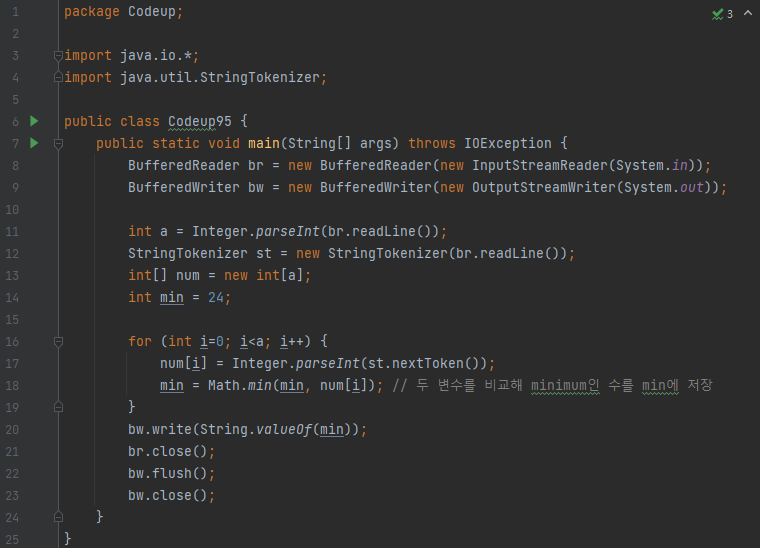 1 package Codeup;
3
2
3 import java.io.*;
4 import java.util.StringTokenizer;
5
6 public class Codeup95 {
7 public static void main(String[] args) throws IOException {
8 BufferedReader br = new BufferedReader(new InputStreamReader(System.in));
9 BufferedWriter bw = new BufferedWriter(new OutputStreamWriter(System.out));
10
11 int a = Integer.parseInt(br.readLine());
12 StringTokenizer st = new StringTokenizer(br.readLine());
13 int[] num = new int[a];
14 int min = 24;
15
16 for (int i=0; i<a; i++) {
17 num[i] = Integer.parseInt(st.nextToken());
18 min = Math.min(min, num[i]); // 두 변수를 비교해 minimum인 수를 min에 저장
19 }
20 bw.write(String.valueOf(min));
21 br.close();
22 bw.flush();
23 bw.close();
24 }
25 }